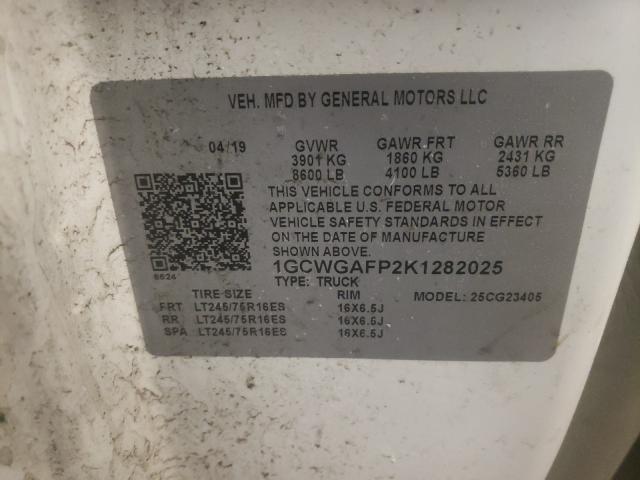 VEH. MFD BY GENERAL MOTORS LLC
04/19 GVWR GAWR FRT GAWR RR
3901 KG 1860 KG 2431 KG
8600 LB 4100 LB 5360 LB
THIS VEHICLE CONFORMS TO ALL
APPLICABLE U.S. FEDERAL MOTOR
VEHICLE SAFETY STANDARDS IN EFFECT
ON THE DATE OF MANUFACTURE
SHOWN ABOVE.
6624
1GCWGAFP2K1282025
TYPE: TRUCK
TIRE SIZE RIM MODEL: 25CG23405
FRT LT245/75R16ES 16X6.5J
RR LT245/75R16ES 16X6.5J
SPA LT245/75R16ES 16X6.5J